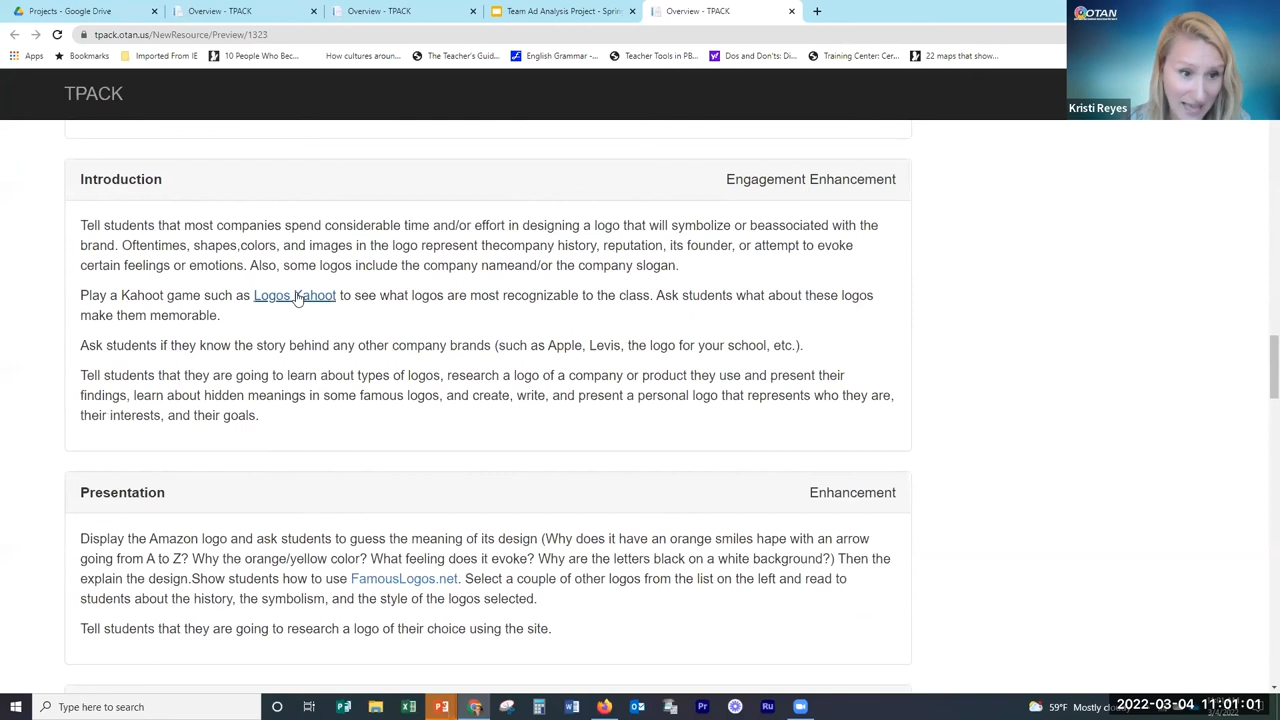 Projects - Google Drive
Overview - TPACK
Overview - TPACK
Team Ad Analysis Project - Sprin
Overview - TPACK
tpack.otan.us/NewResource/Preview/1323
Apps
Bookmarks
Imported From IE
10 People Who Bec...
How cultures aroun...
The Teacher's Guid...
English Grammar -...
Teacher Tools in PB...
Dos and Don'ts: Di...
Training Center: Cer...
22 maps that show...
OTAN
Kristi Reyes
TPACK
Introduction
Engagement Enhancement
Tell students that most companies spend considerable time and/or effort in designing a logo that will symbolize or beassociated with the
brand. Oftentimes, shapes,colors, and images in the logo represent thecompany history, reputation, its founder, or attempt to evoke
certain feelings or emotions. Also, some logos include the company nameand/or the company slogan.
Play a Kahoot game such as Logos Kahoot to see what logos are most recognizable to the class. Ask students what about these logos
make them memorable.
Ask students if they know the story behind any other company brands (such as Apple, Levis, the logo for your school, etc.).
Tell students that they are going to learn about types of logos, research a logo of a company or product they use and present their
findings, learn about hidden meanings in some famous logos, and create, write, and present a personal logo that represents who they are,
their interests, and their goals.
Presentation
Enhancement
Display the Amazon logo and ask students to guess the meaning of its design (Why does it have an orange smiles hape with an arrow
going from A to Z? Why the orange/yellow color? What feeling does it evoke? Why are the letters black on a white background?) Then the
explain the design.Show students how to use FamousLogos.net. Select a couple of other logos from the list on the left and read to
students about the history, the symbolism, and the style of the logos selected.
Tell students that they are going to research a logo of their choice using the site.
Type here to search
59°F Mostly clo
2022-03-04 11:01:01